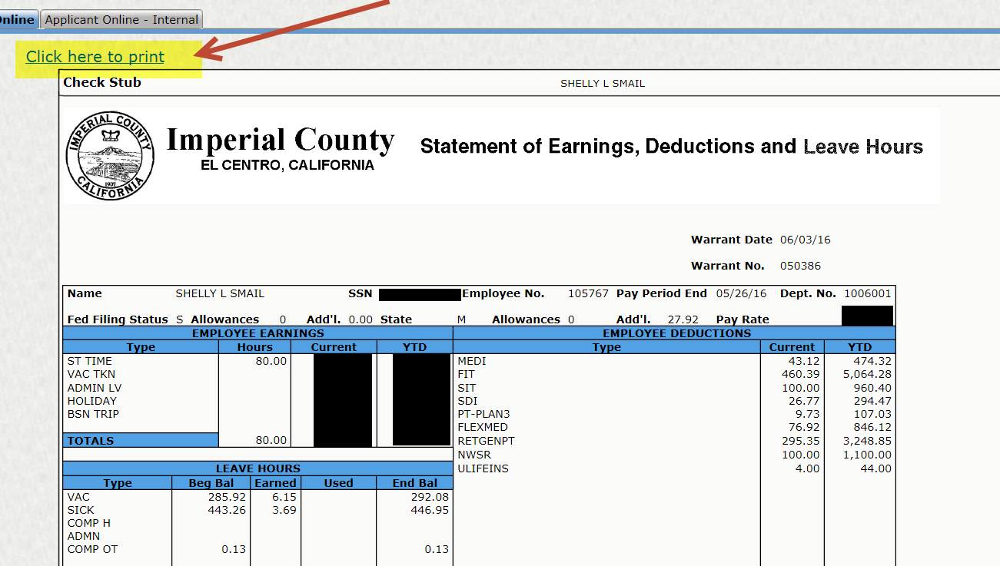 Online Applicant Online - Internal
Click here to print
Check Stub SHELLY L SMAIL
IMPERIAL COUNTY
1907
CALIFORNIA
Imperial County
EL CENTRO, CALIFORNIA
Statement of Earnings, Deductions and Leave Hours
Warrant Date 06/03/16
Warrant No. 050386
Name SHELLY L SMAIL SSN Employee No. 105767 Pay Period End 05/26/16 Dept. No. 1006001
Fed Filing Status S Allowances 0 Add'l. 0.00 State M Allowances 0 Add'l. 27.92 Pay Rate
EMPLOYEE EARNINGS
Type Hours Current YTD
ST TIME 80.00
VAC TKN
ADMIN LV
HOLIDAY
BSN TRIP
TOTALS 80.00
EMPLOYEE DEDUCTIONS
Type Current YTD
MEDI 43.12 474.32
FIT 460.39 5,064.28
SIT 100.00 960.40
SDI 26.77 294.47
PT-PLAN3 9.73 107.03
FLEXMED 76.92 846.12
RETGENPT 295.35 3,248.85
NWSR 100.00 1,100.00
ULIFEINS 4.00 44.00
LEAVE HOURS
Type Beg Bal Earned Used End Bal
VAC 285.92 6.15 292.08
SICK 443.26 3.69 446.95
COMP H
ADMN
COMP OT 0.13 0.13